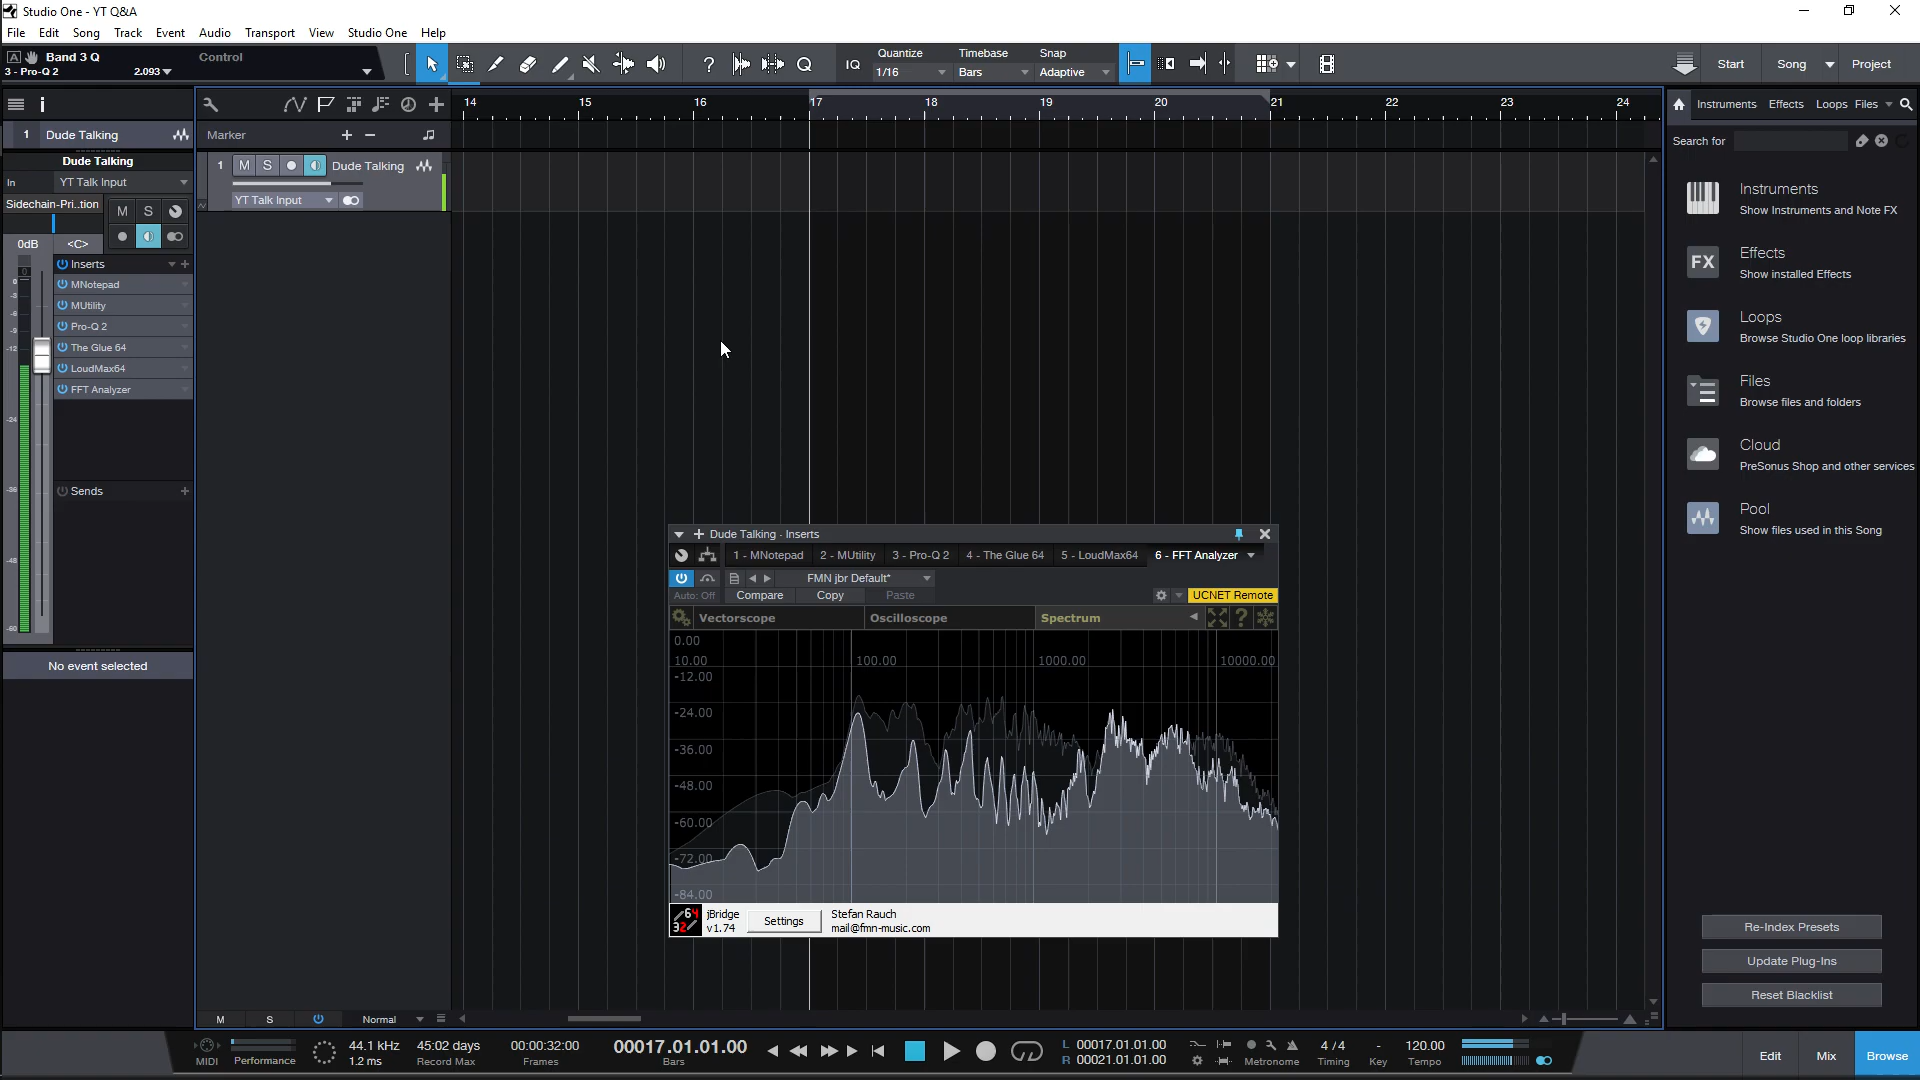 Studio One - YT Q&A
File Edit Song Track Event Audio Transport View Studio One Help
A Band 3 Q Control
3 - Pro-Q 2 2.093
IQ Quantize Timebase Snap
1/16 Bars Adaptive
Start Song Project
14 15 16 17 18 19 20 21 22 23 24
Instruments Effects Loops Files
1 Dude Talking
Marker
Search for
Dude Talking
In YT Talk Input
1 M S Dude Talking
YT Talk Input
Sidechain-Pri..tion
M S
0dB <C>
Inserts
MNotepad
MUtility
Pro-Q 2
The Glue 64
LoudMax64
FFT Analyzer
Sends
No event selected
Instruments
Show Instruments and Note FX
FX Effects
Show installed Effects
Loops
Browse Studio One loop libraries
Files
Browse files and folders
Cloud
PreSonus Shop and other services
Pool
Show files used in this Song
Dude Talking - Inserts
1 - MNotepad 2 - MUtility 3 - Pro-Q 2 4 - The Glue 64 5 - LoudMax64 6 - FFT Analyzer
FMN jbr Default*
Auto: Off Compare Copy Paste UCNET Remote
Vectorscope Oscilloscope Spectrum ?
0.00
10.00 100.00 1000.00 10000.00
-12.00
-24.00
-36.00
-48.00
-60.00
-72.00
-84.00
64 32 jBridge v1.74 Settings Stefan Rauch
mail@fmn-music.com
Re-Index Presets
Update Plug-Ins
Reset Blacklist
M S Normal
MIDI Performance 44.1 kHz 1.2 ms 45:02 days Record Max 00:00:32:00 Frames 00017.01.01.00 Bars
L 00017.01.01.00
R 00021.01.01.00
Metronome 4 / 4 Timing - Key 120.00 Tempo
Edit Mix Browse